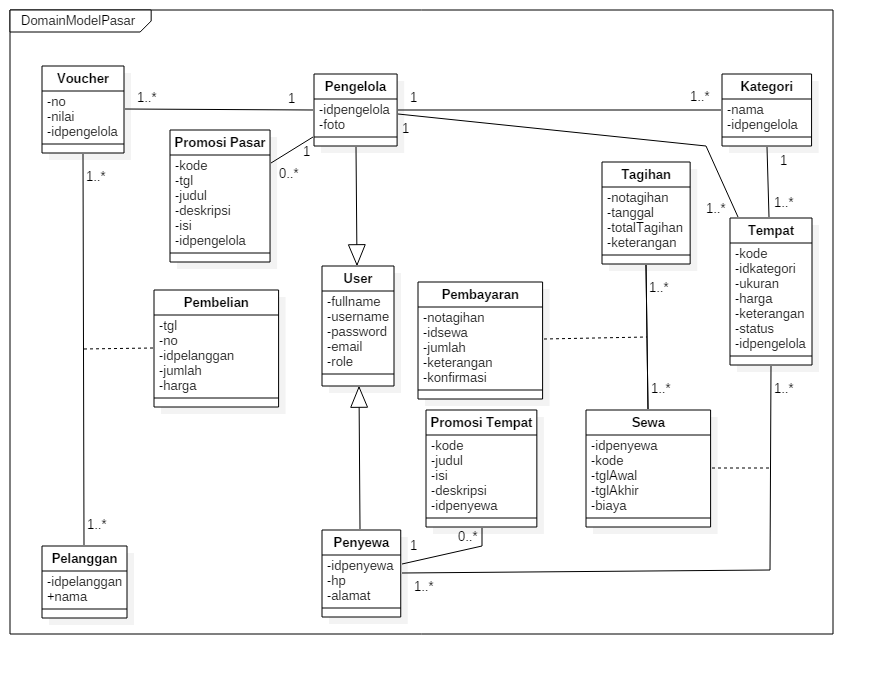 DomainModelPasar
Voucher
-no
-nilai
-idpengelola
1..*
1
Pengelola
-idpengelola
-foto
1
1..*
Kategori
-nama
-idpengelola
1
1
0..*
Promosi Pasar
-kode
-tgl
-judul
-deskripsi
-isi
-idpengelola
1..*
Tagihan
-notagihan
-tanggal
-totalTagihan
-keterangan
1
1..*
1..*
Tempat
-kode
-idkategori
-ukuran
-harga
-keterangan
-status
-idpengelola
User
-fullname
-username
-password
-email
-role
Pembelian
-tgl
-no
-idpelanggan
-jumlah
-harga
Pembayaran
-notagihan
-idsewa
-jumlah
-keterangan
-konfirmasi
1..*
1..*
1..*
Promosi Tempat
-kode
-judul
-isi
-deskripsi
-idpenyewa
Sewa
-idpenyewa
-kode
-tglAwal
-tglAkhir
-biaya
1..*
Pelanggan
-idpelanggan
+nama
Penyewa
-idpenyewa
-hp
-alamat
1
0..*
1..*